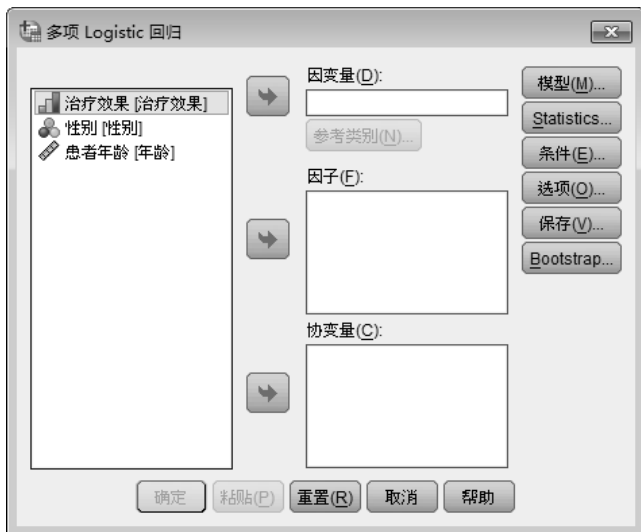 多项 Logistic 回归
治疗效果 [治疗效果]
性别 [性别]
患者年龄 [年龄]
因变量(D):
参考类别(N)...
因子(F):
协变量(C):
模型(M)...
Statistics...
条件(E)...
选项(O)...
保存(V)...
Bootstrap...
确定
粘贴(P)
重置(R)
取消
帮助